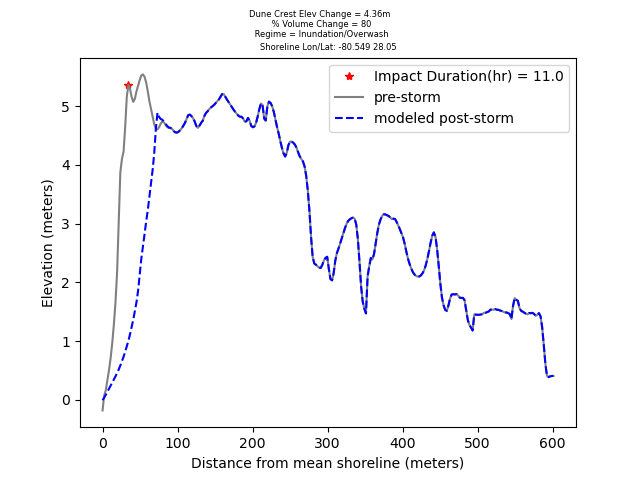 Dune Crest Elev Change = 4.36m
% Volume Change = 80
Regime = Inundation/Overwash
Shoreline Lon/Lat: -80.549 28.05
Impact Duration(hr) = 11.0
pre-storm
modeled post-storm
Elevation (meters)
5
4
3
2
1
0
0 100 200 300 400 500 600
Distance from mean shoreline (meters)